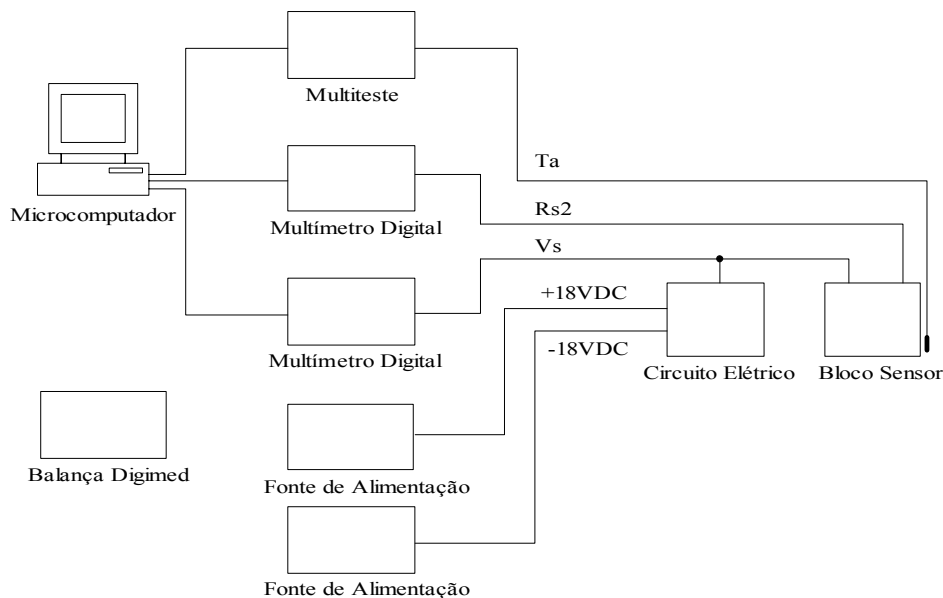 Multiteste
Ta
Microcomputador
Rs2
Multímetro Digital
Vs
+18VDC
Multímetro Digital
-18VDC
Circuito Elétrico
Bloco Sensor
Balança Digimed
Fonte de Alimentação
Fonte de Alimentação